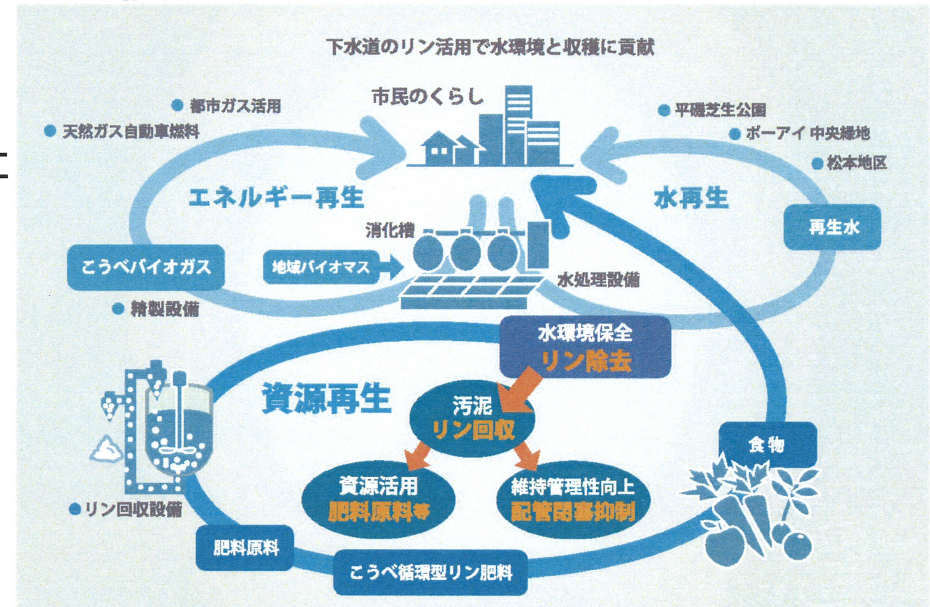 下水道のリン活用で水環境と収穫に貢献
市民のくらし
● 都市ガス活用
● 天然ガス自動車燃料
● 平磯芝生公園
● ポーアイ 中央緑地
● 松本地区
エネルギー再生
水再生
再生水
消化槽
こうべバイオガス
地域バイオマス
水処理設備
● 精製設備
水環境保全
リン除去
資源再生
汚泥
リン回収
食物
資源活用
肥料原料等
維持管理性向上
配管閉塞抑制
●リン回収設備
肥料原料
こうべ循環型リン肥料